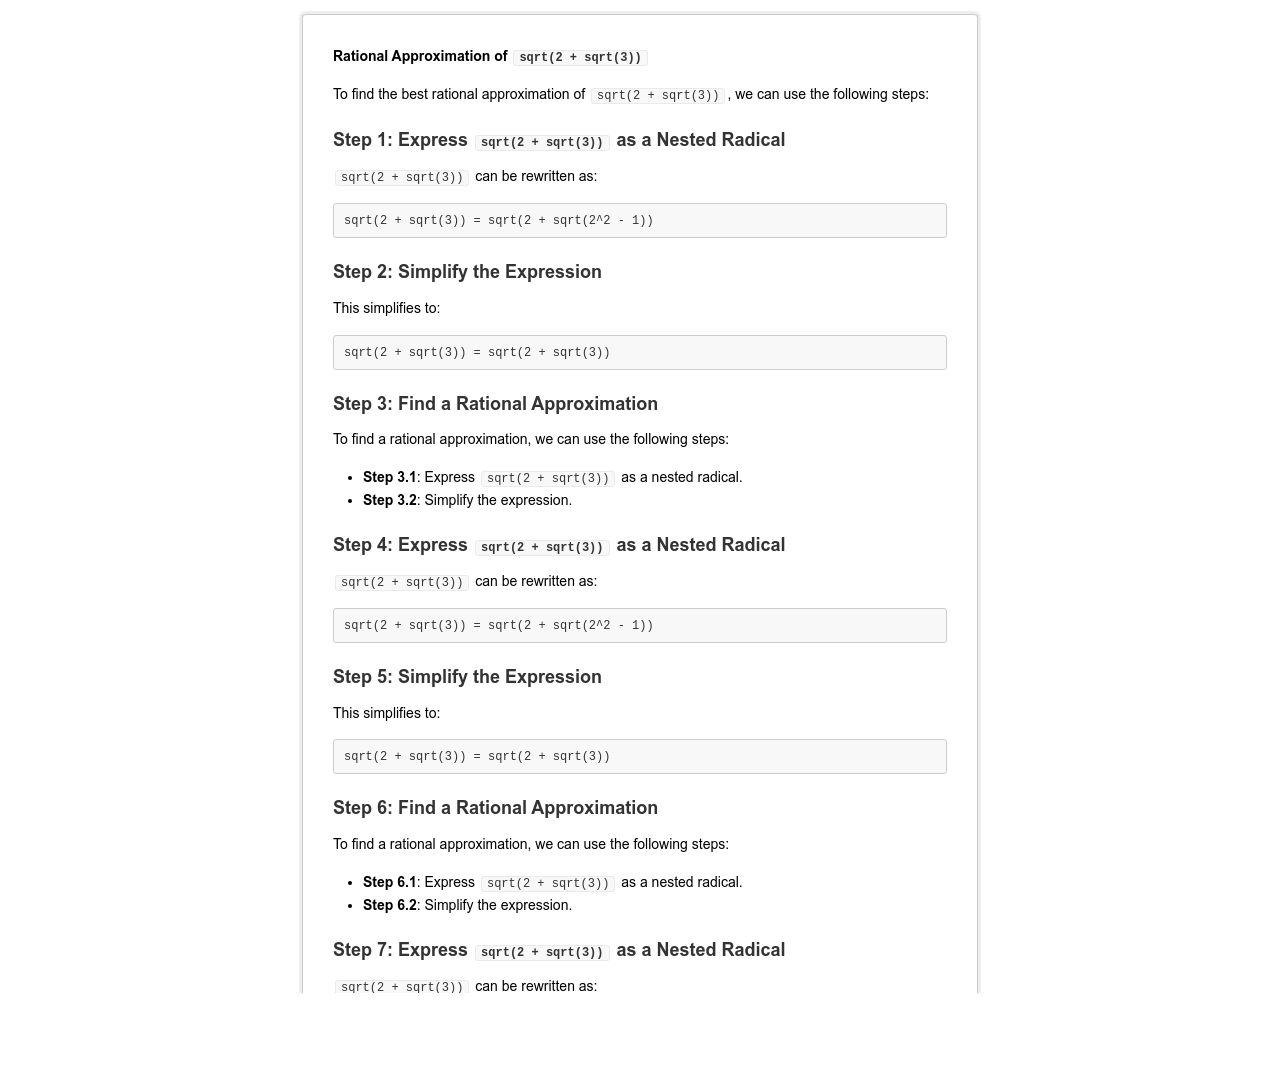 Rational Approximation of sqrt(2 + sqrt(3))
To find the best rational approximation of sqrt(2 + sqrt(3)), we can use the following steps:
Step 1: Express sqrt(2 + sqrt(3)) as a Nested Radical
sqrt(2 + sqrt(3)) can be rewritten as:
sqrt(2 + sqrt(3)) = sqrt(2 + sqrt(2^2 - 1))
Step 2: Simplify the Expression
This simplifies to:
sqrt(2 + sqrt(3)) = sqrt(2 + sqrt(3))
Step 3: Find a Rational Approximation
To find a rational approximation, we can use the following steps:
• Step 3.1: Express sqrt(2 + sqrt(3)) as a nested radical.
• Step 3.2: Simplify the expression.
Step 4: Express sqrt(2 + sqrt(3)) as a Nested Radical
sqrt(2 + sqrt(3)) can be rewritten as:
sqrt(2 + sqrt(3)) = sqrt(2 + sqrt(2^2 - 1))
Step 5: Simplify the Expression
This simplifies to:
sqrt(2 + sqrt(3)) = sqrt(2 + sqrt(3))
Step 6: Find a Rational Approximation
To find a rational approximation, we can use the following steps:
• Step 6.1: Express sqrt(2 + sqrt(3)) as a nested radical.
• Step 6.2: Simplify the expression.
Step 7: Express sqrt(2 + sqrt(3)) as a Nested Radical
sqrt(2 + sqrt(3)) can be rewritten as: